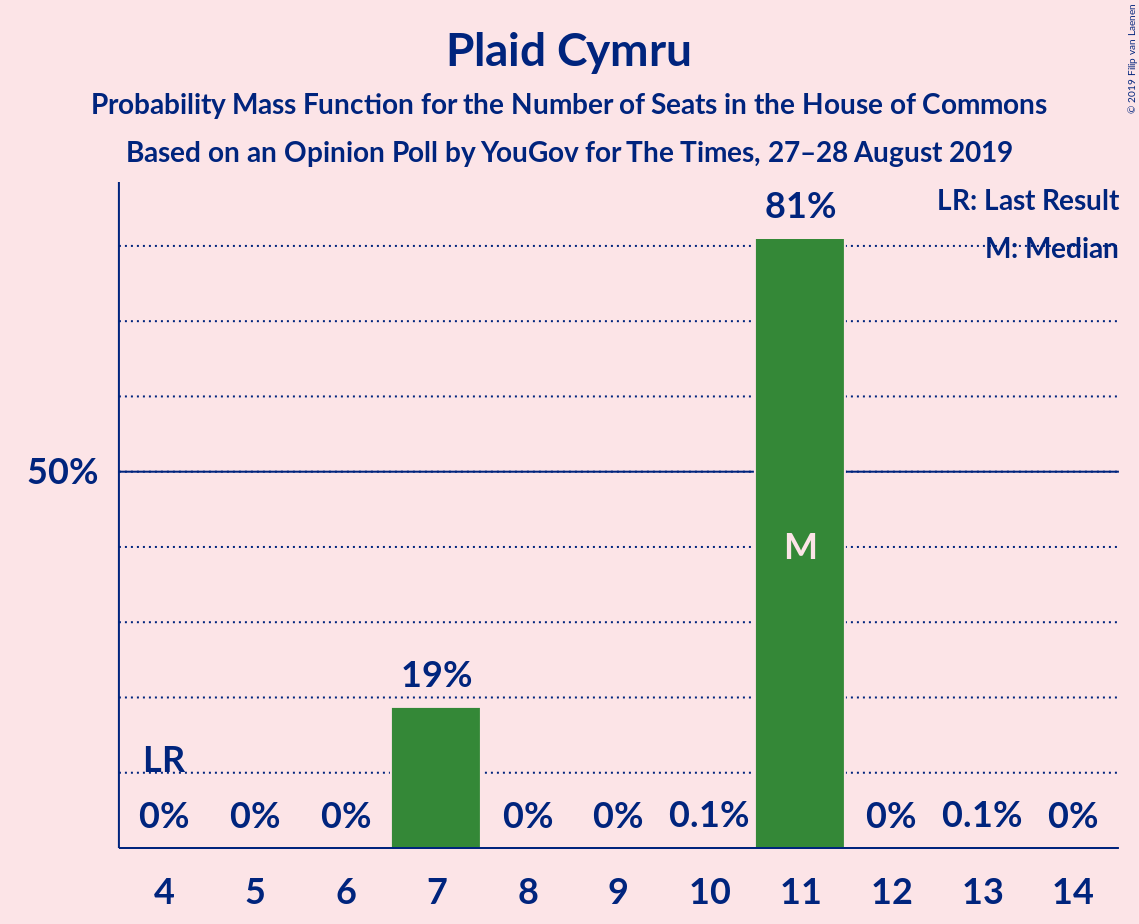 Plaid Cymru
Probability Mass Function for the Number of Seats in the House of Commons
Based on an Opinion Poll by YouGov for The Times, 27–28 August 2019
© 2019 Filip van Laenen
LR: Last Result
M: Median
81%
50%
M
19%
LR
0% 0% 0% 0% 0% 0.1% 0% 0.1% 0%
4 5 6 7 8 9 10 11 12 13 14